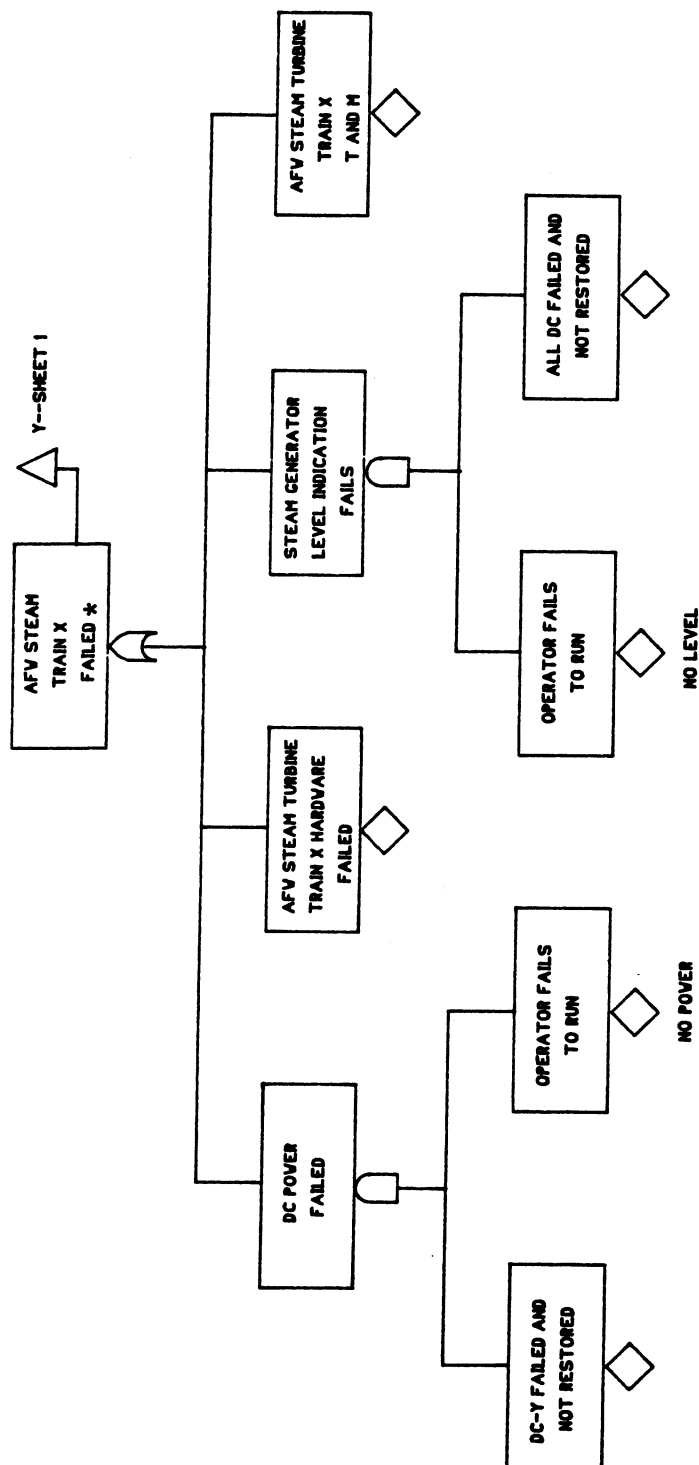 AFW STEAM
TRAIN X
FAILED *
Y--SHEET 1
DC POWER
FAILED
AFW STEAM TURBINE
TRAIN X HARDWARE
FAILED
STEAM GENERATOR
LEVEL INDICATION
FAILS
AFW STEAM TURBINE
TRAIN X
T AND M
DC-Y FAILED AND
NOT RESTORED
OPERATOR FAILS
TO RUN
NO POWER
OPERATOR FAILS
TO RUN
NO LEVEL
ALL DC FAILED AND
NOT RESTORED